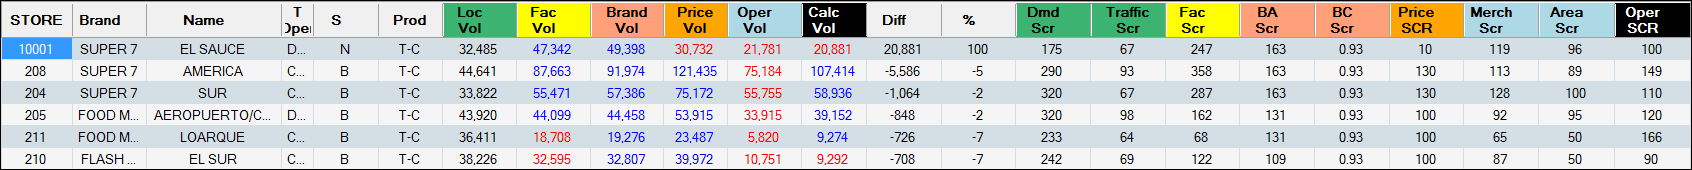 STORE Brand Name T Oper S Prod Loc Vol Fac Vol Brand Vol Price Vol Oper Vol Calc Vol Diff % Dmd Scr Traffic Scr Fac Scr BA Scr BC Scr Price SCR Merch Scr Area Scr Oper SCR
10001 SUPER 7 EL SAUCE D... N T-C 32,485 47,342 49,398 30,732 21,781 20,881 20,881 100 175 67 247 163 0.93 10 119 96 100
208 SUPER 7 AMERICA C... B T-C 44,641 87,663 91,974 121,435 75,184 107,414 -5,586 -5 290 93 358 163 0.93 130 113 89 149
204 SUPER 7 SUR C... B T-C 33,822 55,471 57,386 75,172 55,755 58,936 -1,064 -2 320 67 287 163 0.93 130 128 100 110
205 FOOD M... AEROPUERTO/C... D... B T-C 43,920 44,099 44,458 53,915 33,915 39,152 -848 -2 320 98 162 131 0.93 100 92 95 120
211 FOOD M... LOARQUE C... B T-C 36,411 18,708 19,276 23,487 5,820 9,274 -726 -7 233 64 68 131 0.93 100 65 50 166
210 FLASH ... EL SUR C... B T-C 38,226 32,595 32,807 39,972 10,751 9,292 -708 -7 242 69 122 109 0.93 100 87 50 90